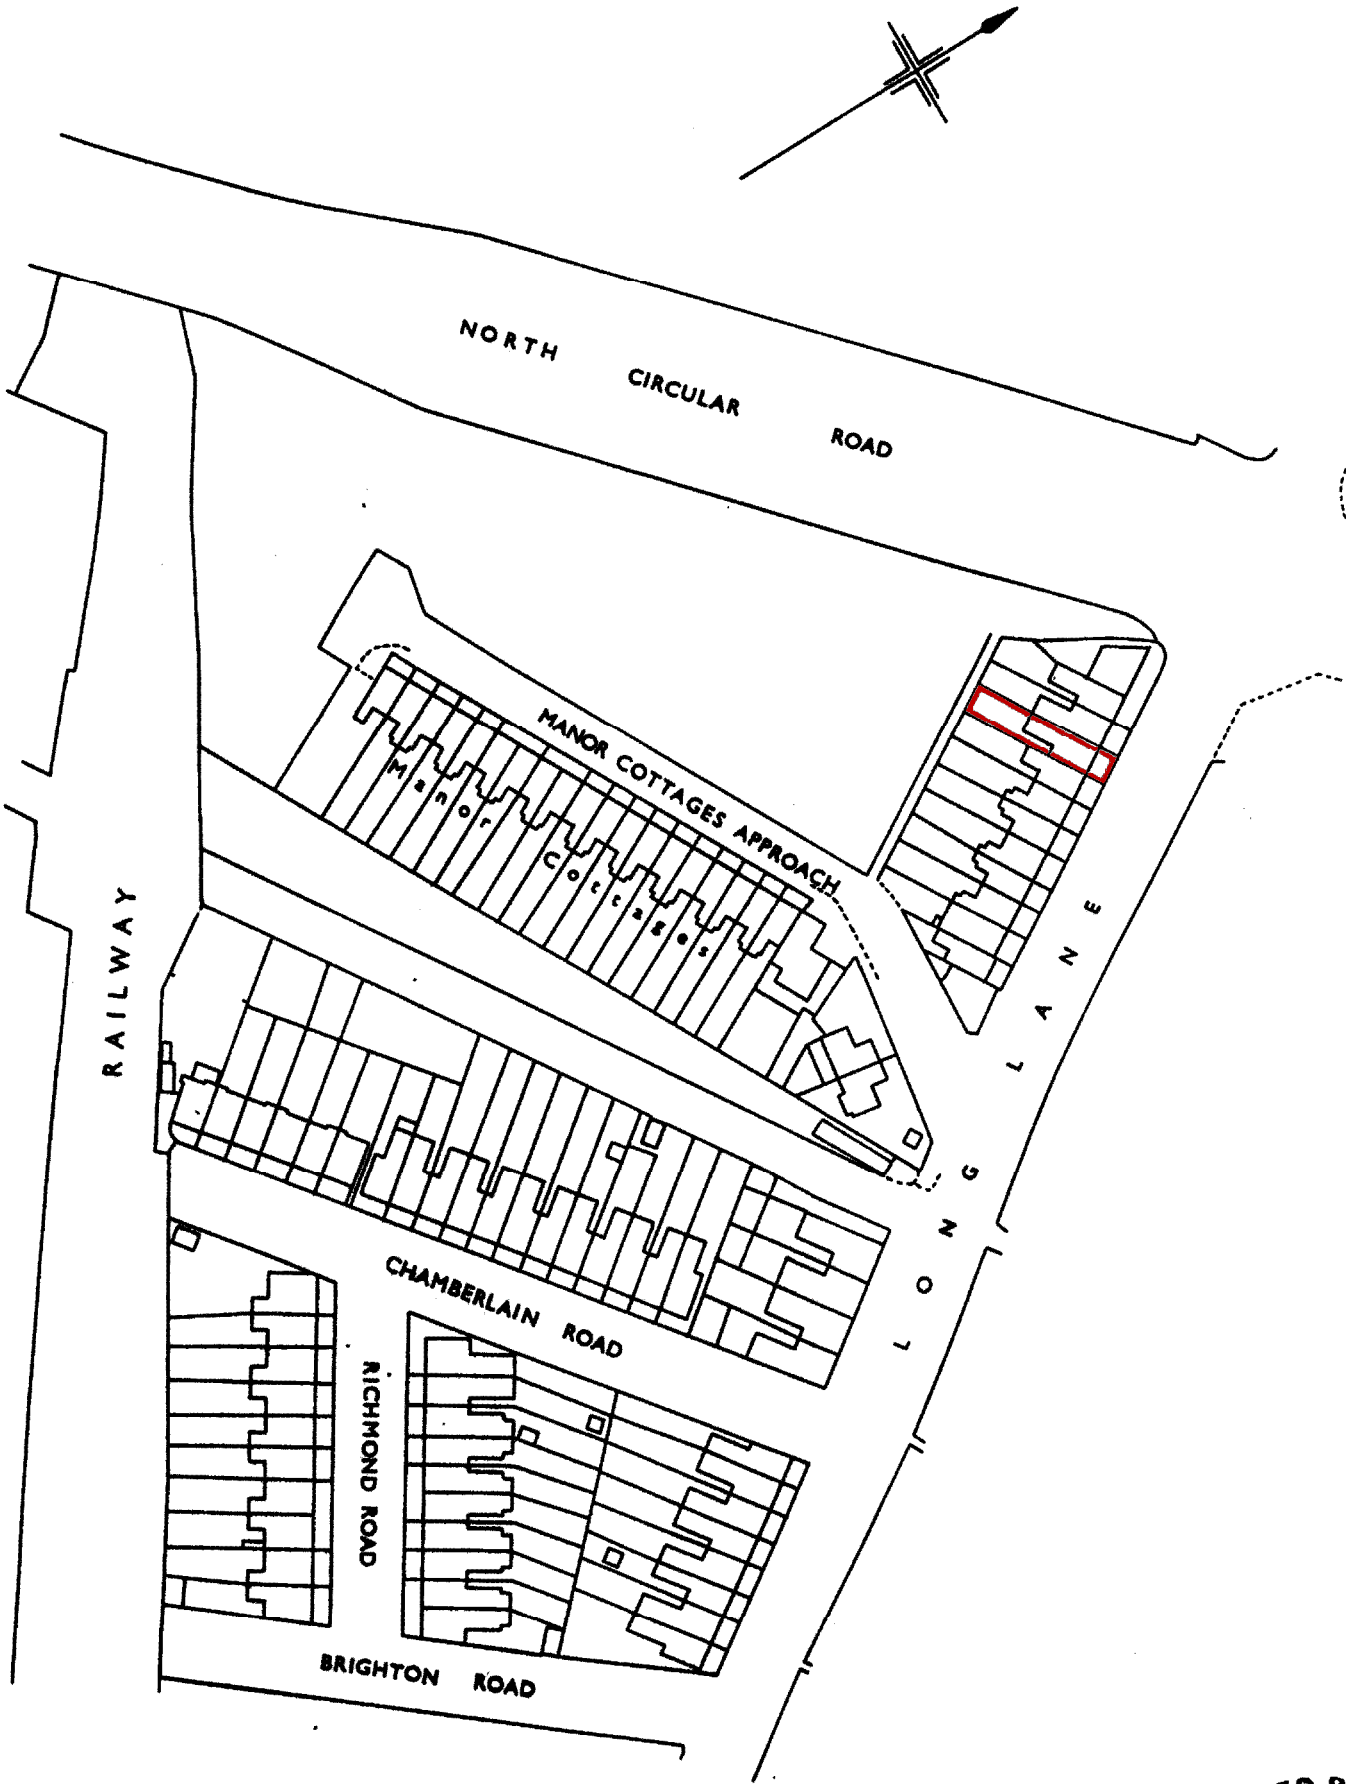 NORTH CIRCULAR ROAD
MANOR COTTAGES APPROACH
Manor Cottages
RAILWAY
LONG LANE
CHAMBERLAIN ROAD
RICHMOND ROAD
BRIGHTON ROAD